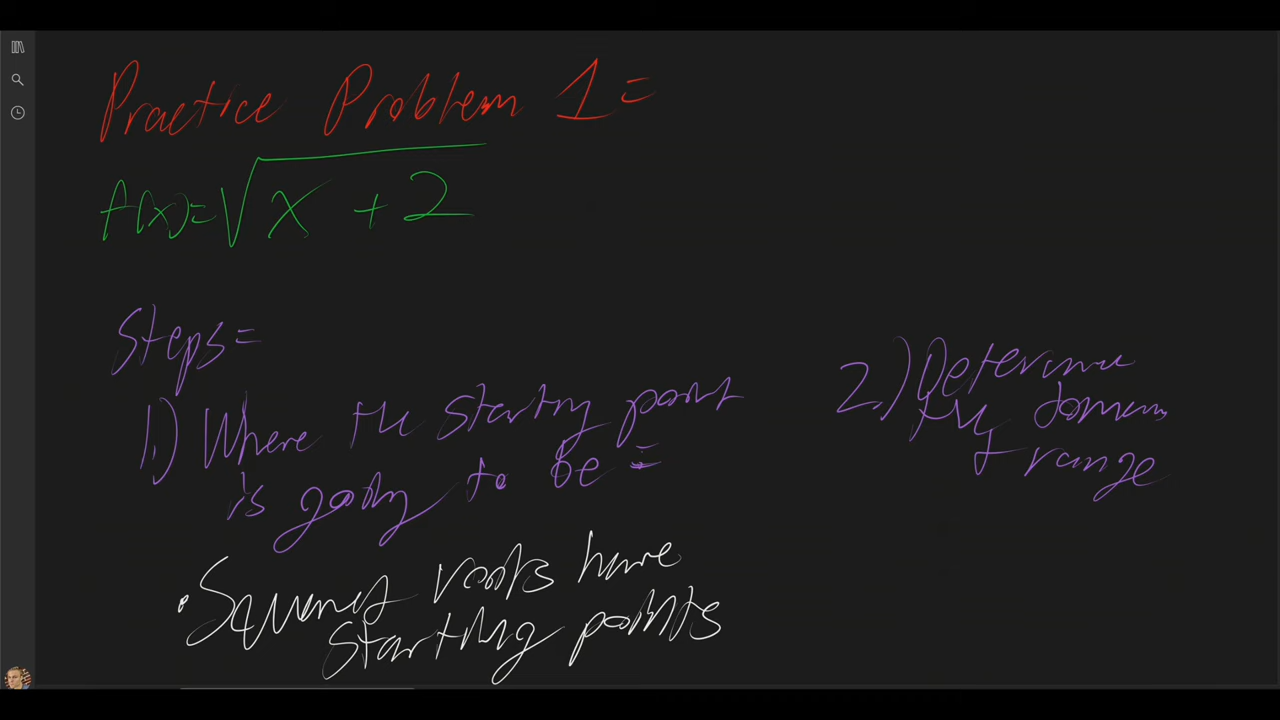 Practice Problem 1=
f(x)=√x + 2
Steps=
1.) Where the starting point
is going to be =
• Squared roots have
starting points
2.) Determine
the domain
+ range